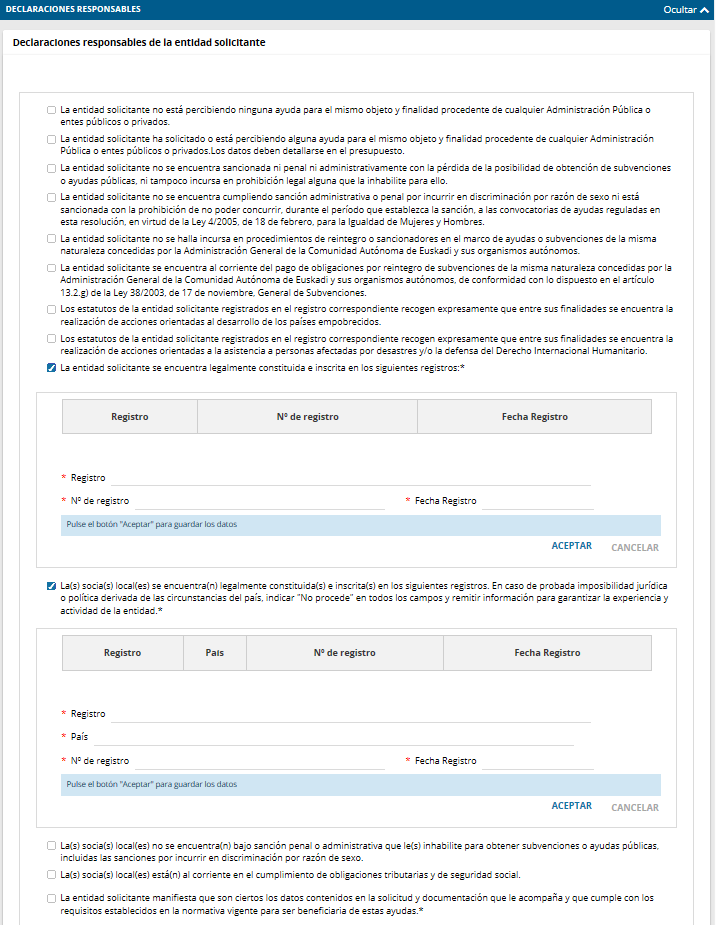 DECLARACIONES RESPONSABLES
Ocultar
Declaraciones responsables de la entidad solicitante
La entidad solicitante no está percibiendo ninguna ayuda para el mismo objeto y finalidad procedente de cualquier Administración Pública o
entes públicos o privados.
La entidad solicitante ha solicitado o está percibiendo alguna ayuda para el mismo objeto y finalidad procedente de cualquier Administración
Pública o entes públicos o privados.Los datos deben detallarse en el presupuesto.
La entidad solicitante no se encuentra sancionada ni penal ni administrativamente con la pérdida de la posibilidad de obtención de subvenciones
o ayudas públicas, ni tampoco incursa en prohibición legal alguna que la inhabilite para ello.
La entidad solicitante no se encuentra cumpliendo sanción administrativa o penal por incurrir en discriminación por razón de sexo ni está
sancionada con la prohibición de no poder concurrir, durante el período que establezca la sanción, a las convocatorias de ayudas reguladas en
esta resolución, en virtud de la Ley 4/2005, de 18 de febrero, para la Igualdad de Mujeres y Hombres.
La entidad solicitante no se halla incursa en procedimientos de reintegro o sancionadores en el marco de ayudas o subvenciones de la misma
naturaleza concedidas por la Administración General de la Comunidad Autónoma de Euskadi y sus organismos autónomos.
La entidad solicitante se encuentra al corriente del pago de obligaciones por reintegro de subvenciones de la misma naturaleza concedidas por la
Administración General de la Comunidad Autónoma de Euskadi y sus organismos autónomos, de conformidad con lo dispuesto en el artículo
13.2.g) de la Ley 38/2003, de 17 de noviembre, General de Subvenciones.
Los estatutos de la entidad solicitante registrados en el registro correspondiente recogen expresamente que entre sus finalidades se encuentra la
realización de acciones orientadas al desarrollo de los países empobrecidos.
Los estatutos de la entidad solicitante registrados en el registro correspondiente recogen expresamente que entre sus finalidades se encuentra la
realización de acciones orientadas a la asistencia a personas afectadas por desastres y/o la defensa del Derecho Internacional Humanitario.
La entidad solicitante se encuentra legalmente constituida e inscrita en los siguientes registros:*
Registro Nº de registro Fecha Registro
* Registro
* Nº de registro * Fecha Registro
Pulse el botón "Aceptar" para guardar los datos
ACEPTAR CANCELAR
La(s) socia(s) local(es) se encuentra(n) legalmente constituida(s) e inscrita(s) en los siguientes registros. En caso de probada imposibilidad jurídica
o política derivada de las circunstancias del país, indicar "No procede" en todos los campos y remitir información para garantizar la experiencia y
actividad de la entidad.*
Registro País Nº de registro Fecha Registro
* Registro
* País
* Nº de registro * Fecha Registro
Pulse el botón "Aceptar" para guardar los datos
ACEPTAR CANCELAR
La(s) socia(s) local(es) no se encuentra(n) bajo sanción penal o administrativa que le(s) inhabilite para obtener subvenciones o ayudas públicas,
incluidas las sanciones por incurrir en discriminación por razón de sexo.
La(s) socia(s) local(es) está(n) al corriente en el cumplimiento de obligaciones tributarias y de seguridad social.
La entidad solicitante manifiesta que son ciertos los datos contenidos en la solicitud y documentación que le acompaña y que cumple con los
requisitos establecidos en la normativa vigente para ser beneficiaria de estas ayudas.*